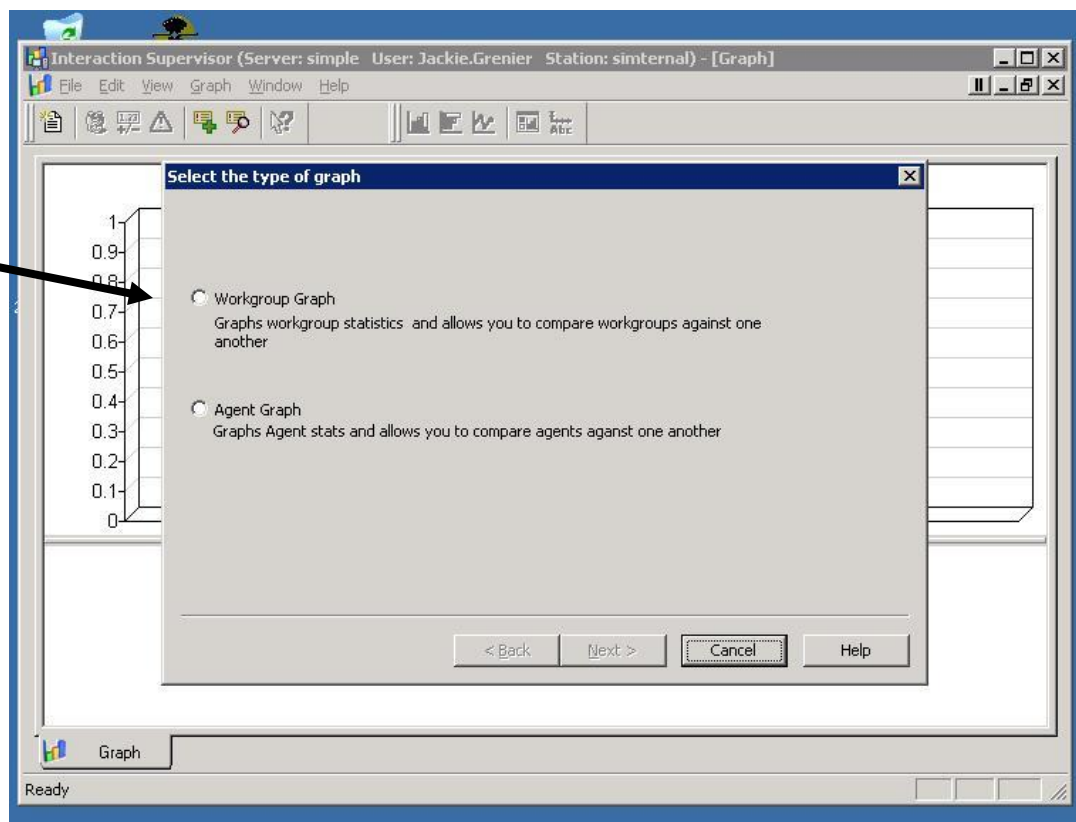 Interaction Supervisor (Server: simple User: Jackie.Grenier Station: simternal) - [Graph]
File Edit View Graph Window Help
Select the type of graph
1
0.9
0.8
0.7
0.6
0.5
0.4
0.3
0.2
0.1
0
Workgroup Graph
Graphs workgroup statistics and allows you to compare workgroups against one
another
Agent Graph
Graphs Agent stats and allows you to compare agents aganst one another
< Back Next > Cancel Help
Graph
Ready